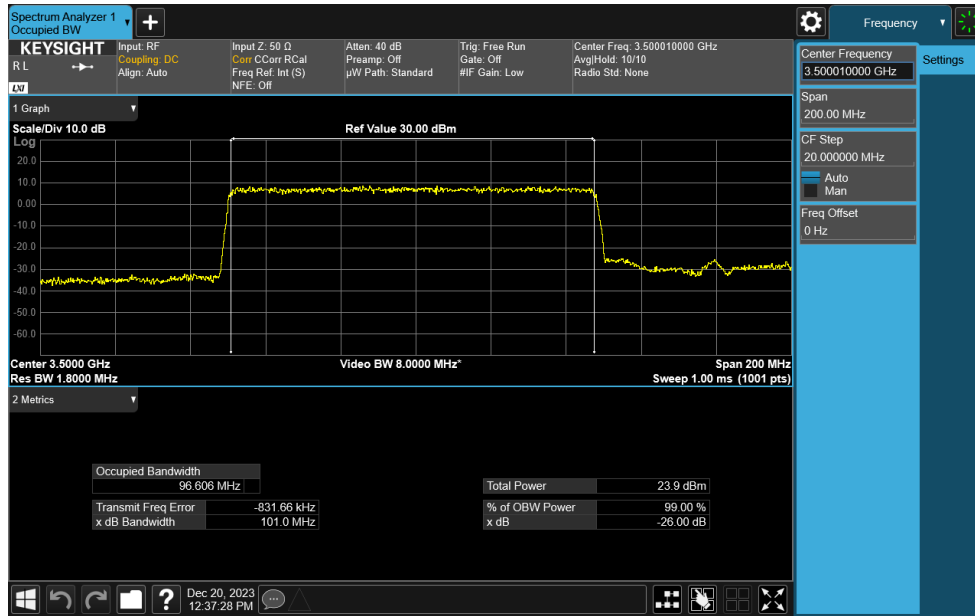 Spectrum Analyzer 1
Occupied BW
Frequency
KEYSIGHT
R L
LXI
Input: RF
Coupling: DC
Align: Auto
Input Z: 50 Ω
Corr CCorr RCal
Freq Ref: Int (S)
NFE: Off
Atten: 40 dB
Preamp: Off
µW Path: Standard
Trig: Free Run
Gate: Off
#IF Gain: Low
Center Freq: 3.500010000 GHz
Avg|Hold: 10/10
Radio Std: None
Center Frequency
3.500010000 GHz
Settings
Span
200.00 MHz
CF Step
20.000000 MHz
Auto
Man
Freq Offset
0 Hz
1 Graph
Scale/Div 10.0 dB
Ref Value 30.00 dBm
Log
20.0
10.0
0.00
-10.0
-20.0
-30.0
-40.0
-50.0
-60.0
Center 3.5000 GHz
Video BW 8.0000 MHz*
Span 200 MHz
Res BW 1.8000 MHz
Sweep 1.00 ms (1001 pts)
2 Metrics
Occupied Bandwidth
96.606 MHz
Total Power 23.9 dBm
Transmit Freq Error -831.66 kHz
% of OBW Power 99.00 %
x dB Bandwidth 101.0 MHz
x dB -26.00 dB
?
Dec 20, 2023
12:37:28 PM